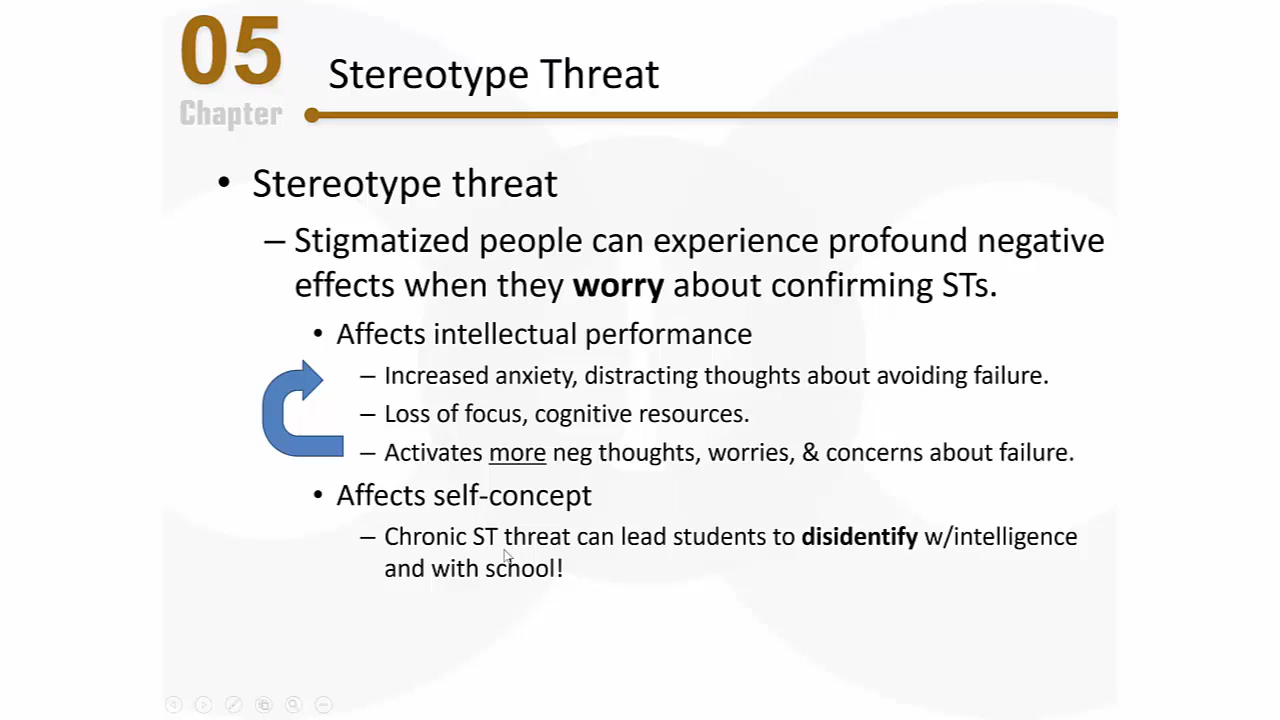 05
Chapter
Stereotype Threat
• Stereotype threat
– Stigmatized people can experience profound negative
effects when they worry about confirming STs.
• Affects intellectual performance
– Increased anxiety, distracting thoughts about avoiding failure.
– Loss of focus, cognitive resources.
– Activates more neg thoughts, worries, & concerns about failure.
• Affects self-concept
– Chronic ST threat can lead students to disidentify w/intelligence
and with school!